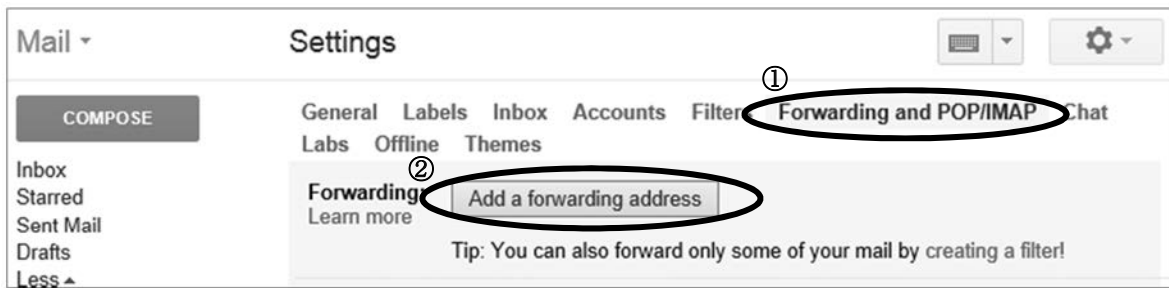 Mail
Settings
①
COMPOSE
General Labels Inbox Accounts Filters Forwarding and POP/IMAP Chat
Labs Offline Themes
②
Inbox
Starred
Sent Mail
Drafts
Less
Forwarding: Add a forwarding address
Learn more
Tip: You can also forward only some of your mail by creating a filter!